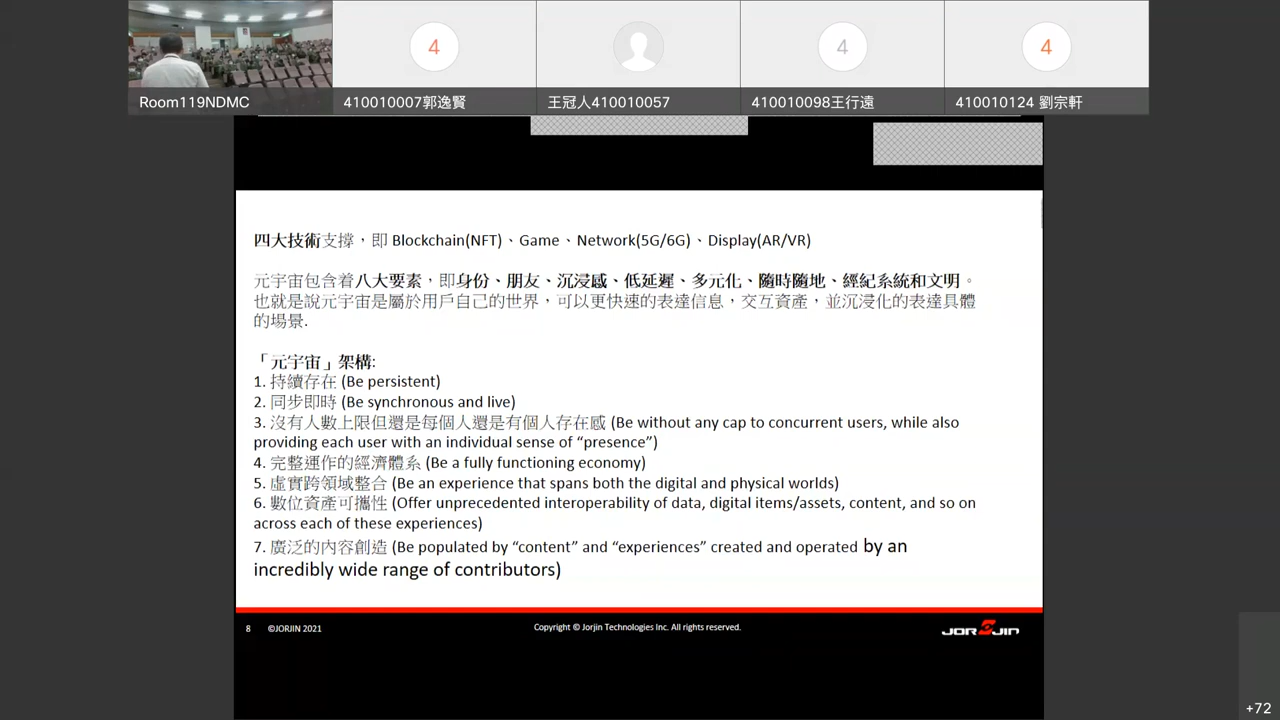 4
4
4
Room119NDMC
410010007郭逸賢
王冠人410010057
410010098王行遠
410010124 劉宗軒
四大技術支撐，即 Blockchain(NFT)、Game、Network(5G/6G)、Display(AR/VR)
元宇宙包含着八大要素，即身份、朋友、沉浸感、低延遲、多元化、隨時隨地、經紀系統和文明。
也就是說元宇宙是屬於用戶自己的世界，可以更快速的表達信息，交互資產，並沉浸化的表達具體
的場景.
「元宇宙」架構:
1. 持續存在 (Be persistent)
2. 同步即時 (Be synchronous and live)
3. 沒有人數上限但還是每個人還是有個人存在感 (Be without any cap to concurrent users, while also
providing each user with an individual sense of “presence”)
4. 完整運作的經濟體系 (Be a fully functioning economy)
5. 虛實跨領域整合 (Be an experience that spans both the digital and physical worlds)
6. 數位資產可攜性 (Offer unprecedented interoperability of data, digital items/assets, content, and so on
across each of these experiences)
7. 廣泛的內容創造 (Be populated by “content” and “experiences” created and operated by an
incredibly wide range of contributors)
8 ©JORJIN 2021
Copyright © Jorjin Technologies Inc. All rights reserved.
JORJIN
+72